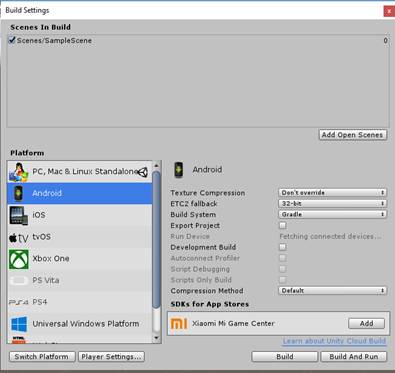 Build Settings
Scenes In Build
Scenes/SampleScene 0
Add Open Scenes
Platform
PC, Mac & Linux Standalone
Android
iOS
tvOS
Xbox One
PS Vita
PS4
Universal Windows Platform
Android
Texture Compression Don't override
ETC2 fallback 32-bit
Build System Gradle
Export Project
Run Device Fetching connected devices...
Development Build
Autoconnect Profiler
Script Debugging
Scripts Only Build
Compression Method Default
SDKs for App Stores
Xiaomi Mi Game Center Add
Learn about Unity Cloud Build
Switch Platform Player Settings... Build Build And Run